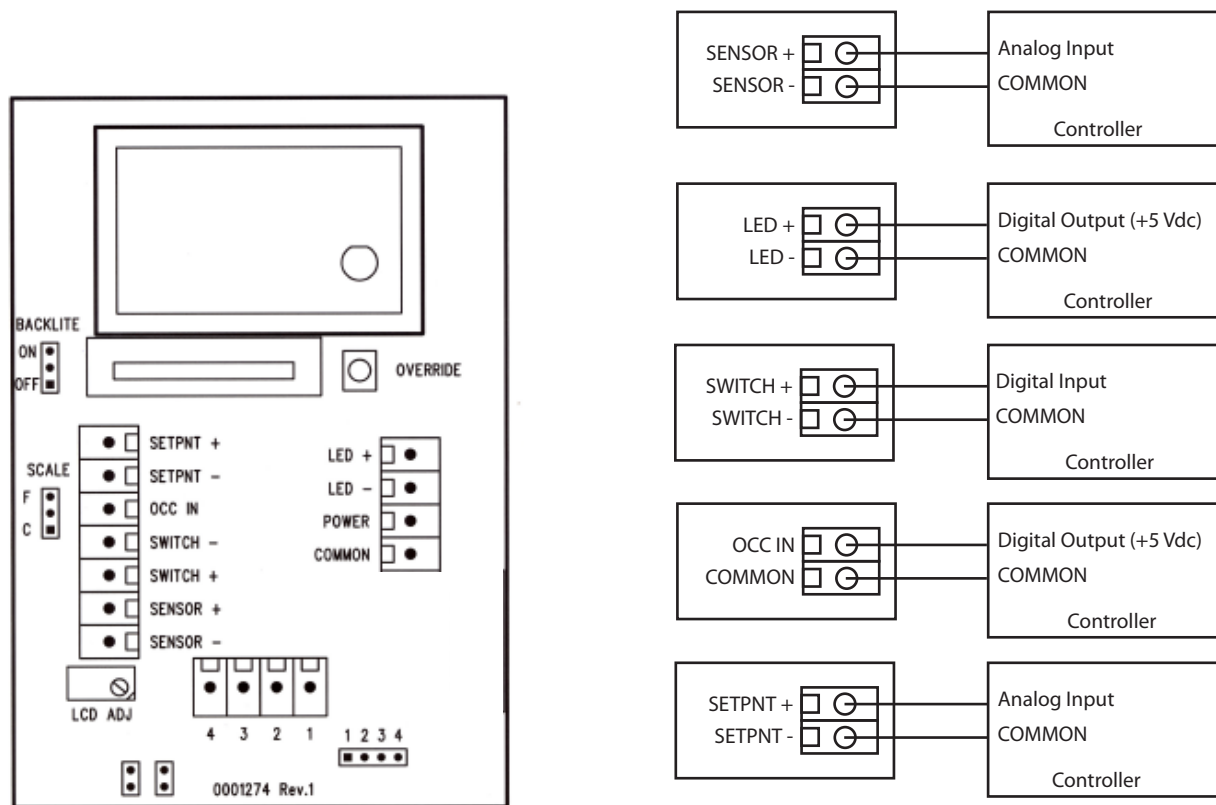 BACKLITE
ON
OFF
OVERRIDE
SCALE
F
C
SETPNT +
SETPNT -
OCC IN
SWITCH -
SWITCH +
SENSOR +
SENSOR -
LED +
LED -
POWER
COMMON
LCD ADJ
4 3 2 1
1 2 3 4
0001274 Rev.1
SENSOR + Analog Input
SENSOR - COMMON
Controller
LED + Digital Output (+5 Vdc)
LED - COMMON
Controller
SWITCH + Digital Input
SWITCH - COMMON
Controller
OCC IN Digital Output (+5 Vdc)
COMMON COMMON
Controller
SETPNT + Analog Input
SETPNT - COMMON
Controller